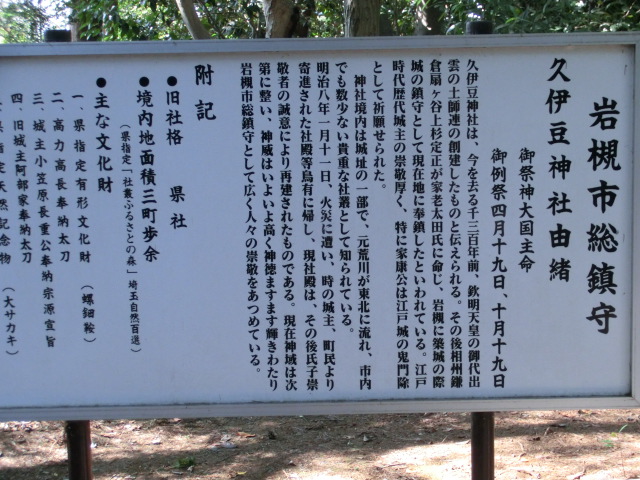 岩槻市総鎮守
久伊豆神社由緒
御祭神大国主命
御例祭四月十九日、十月十九日
久伊豆神社は、今を去る千三百年前、欽明天皇の御代出
雲の土師連の創建したものと伝えられる。その後相州鎌
倉扇ヶ谷上杉定正が家老太田氏に命じ、岩槻に築城の際
城の鎮守として現在地に奉鎮したといわれている。江戸
時代歴代城主の崇敬厚く、特に家康公は江戸城の鬼門除
として祈願せられた。
神社境内は城址の一部で、元荒川が東北に流れ、市内
でも数少ない貴重な社叢として知られている。
明治八年一月十一日、火災に遭い、時の城主、町民より
寄進された社殿等烏有に帰し、現社殿は、その後氏子崇
敬者の誠意により再建されたものである。現在神域は次
第に整い、神威はいよいよ高く神徳ますます輝きわたり
岩槻市総鎮守として広く人々の崇敬をあつめている。
附記
●旧社格　県社
●境内地面積三町歩余
（県指定「社叢ふるさとの森」埼玉自然百選）
●主な文化財
一、県指定有形文化財（螺鈿鞍）
二、高力高長奉納太刀
三、城主小笠原長重公奉納宗源宣旨
四、旧城主阿部家奉納太刀
県指定天然記念物（大サカキ）